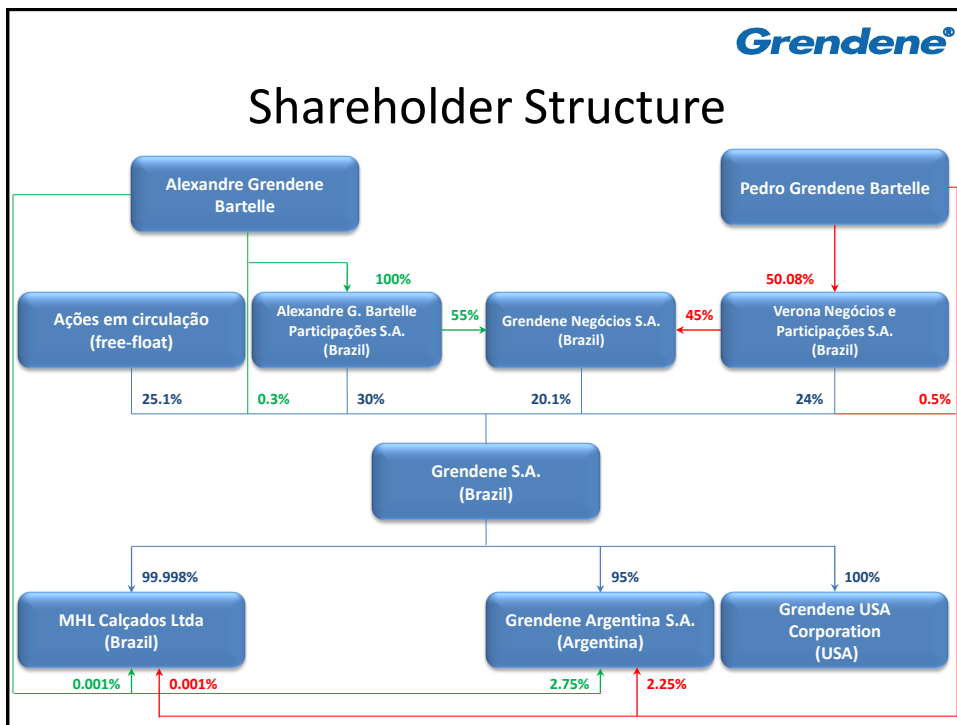 Grendene®
Shareholder Structure
Alexandre Grendene
Bartelle
Pedro Grendene Bartelle
100%
50.08%
Ações em circulação
(free-float)
Alexandre G. Bartelle
Participações S.A.
(Brazil)
55%
Grendene Negócios S.A.
(Brazil)
45%
Verona Negócios e
Participações S.A.
(Brazil)
25.1%
0.3%
30%
20.1%
24%
0.5%
Grendene S.A.
(Brazil)
99.998%
95%
100%
MHL Calçados Ltda
(Brazil)
Grendene Argentina S.A.
(Argentina)
Grendene USA
Corporation
(USA)
0.001%
0.001%
2.75%
2.25%